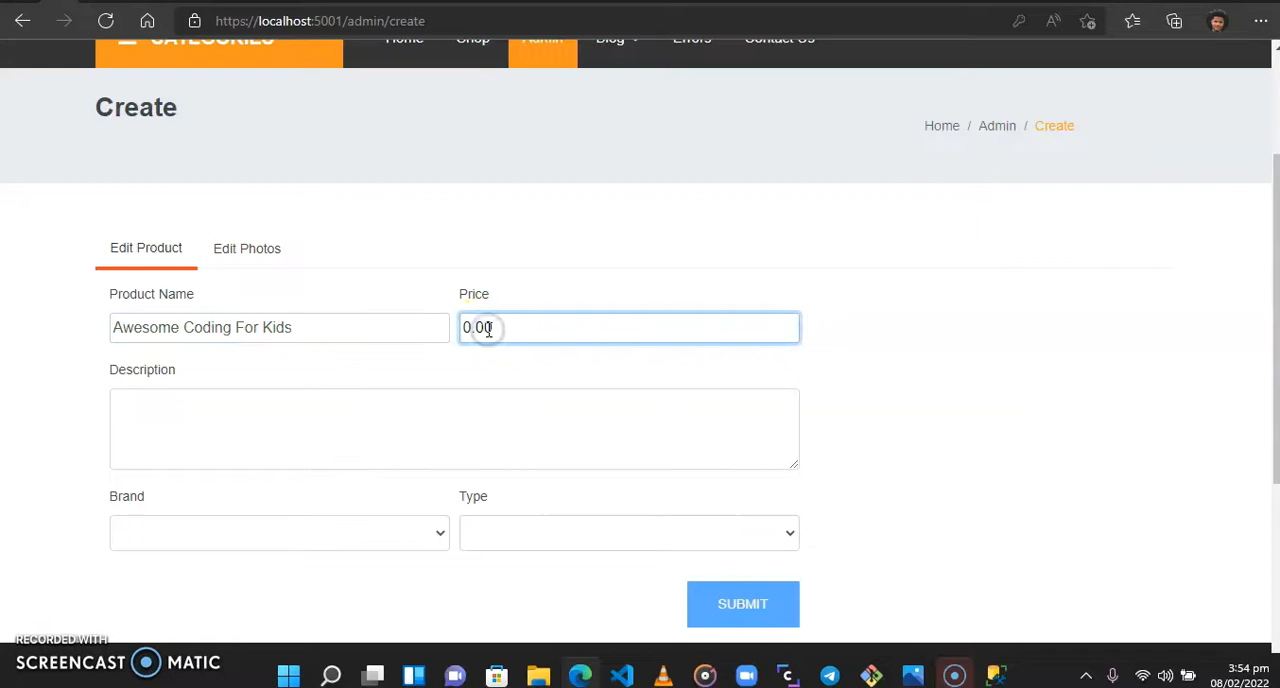 https://localhost:5001/admin/create
CATEGORIES Home Shop Admin Blog Errors Contact Us
Create
Home / Admin / Create
Edit Product Edit Photos
Product Name Price
Awesome Coding For Kids 0.00
Description
Brand Type
SUBMIT
RECORDED WITH
SCREENCAST MATIC
3:54 pm
08/02/2022